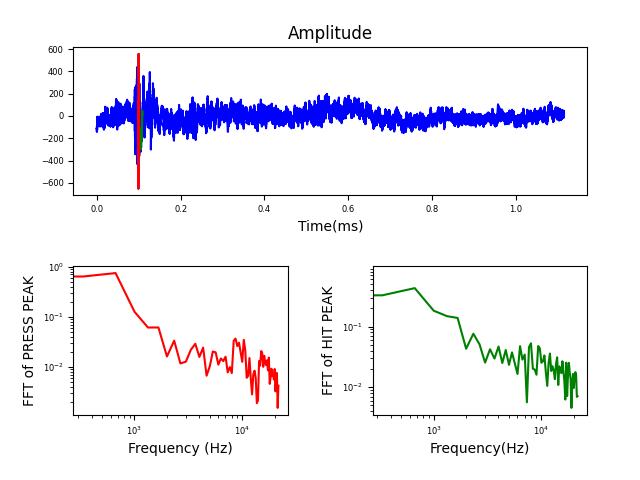 Amplitude
600
400
200
0
−200
−400
−600
0.0 0.2 0.4 0.6 0.8 1.0
Time(ms)
FFT of PRESS PEAK
10⁰
10⁻¹
10⁻²
10³ 10⁴
Frequency (Hz)
FFT of HIT PEAK
10⁻¹
10⁻²
10³ 10⁴
Frequency(Hz)